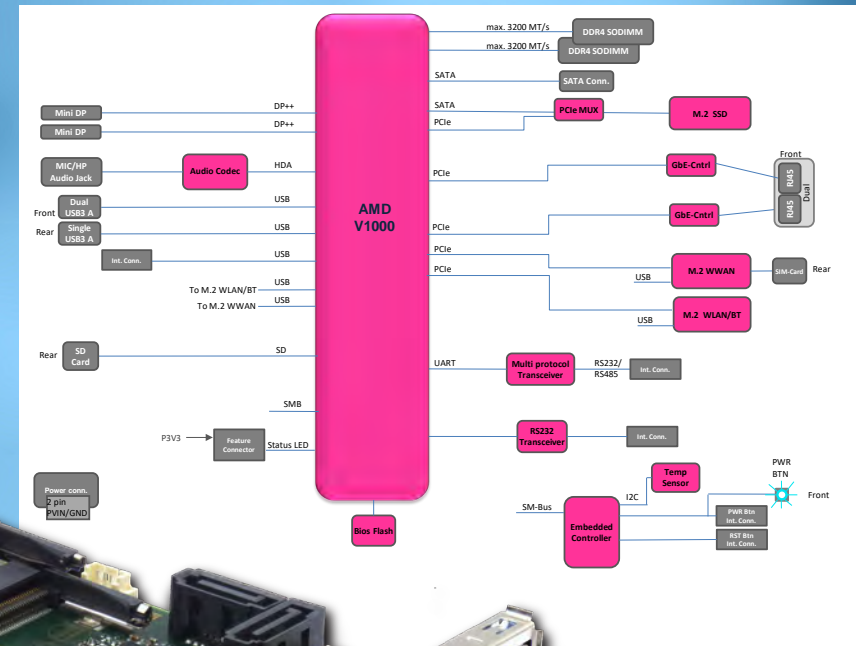 max. 3200 MT/s
DDR4 SODIMM
max. 3200 MT/s
DDR4 SODIMM
SATA
SATA Conn.
Mini DP
DP++
Mini DP
DP++
SATA
PCIe
PCIe MUX
M.2 SSD
MIC/HP
Audio Jack
Audio Codec
HDA
PCIe
GbE-Cntrl
Front
RJ45
RJ45
Dual
Front
Dual
USB3 A
USB
Rear
Single
USB3 A
USB
AMD
V1000
PCIe
GbE-Cntrl
Int. Conn.
USB
PCIe
PCIe
USB
M.2 WWAN
SIM-Card
Rear
To M.2 WLAN/BT
USB
To M.2 WWAN
USB
USB
M.2 WLAN/BT
Rear
SD
Card
SD
UART
Multi protocol
Transceiver
RS232/
RS485
Int. Conn.
SMB
P3V3
Feature
Connector
Status LED
RS232
Transceiver
Int. Conn.
Power conn.
2 pin
PVIN/GND
Bios Flash
SM-Bus
Embedded
Controller
I2C
Temp
Sensor
PWR
BTN
Front
PWR Btn
Int. Conn.
RST Btn
Int. Conn.